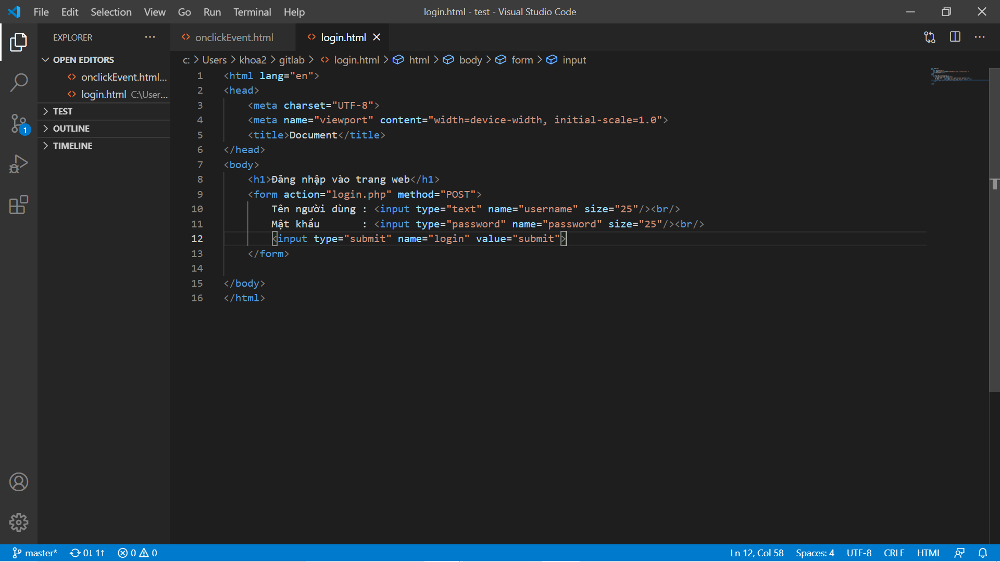 File Edit Selection View Go Run Terminal Help
login.html - test - Visual Studio Code
EXPLORER
OPEN EDITORS
onclickEvent.html...
login.html C:\User...
TEST
OUTLINE
TIMELINE
1
onclickEvent.html
login.html
c: > Users > khoa2 > gitlab > login.html > html > body > form > input
1 <html lang="en">
2 <head>
3     <meta charset="UTF-8">
4     <meta name="viewport" content="width=device-width, initial-scale=1.0">
5     <title>Document</title>
6 </head>
7 <body>
8     <h1>Đăng nhập vào trang web</h1>
9     <form action="login.php" method="POST">
10         Tên người dùng : <input type="text" name="username" size="25"/><br/>
11         Mật khẩu       : <input type="password" name="password" size="25"/><br/>
12         <input type="submit" name="login" value="submit">
13     </form>
14
15 </body>
16 </html>
master* 0↓ 1↑ 0 0
Ln 12, Col 58 Spaces: 4 UTF-8 CRLF HTML